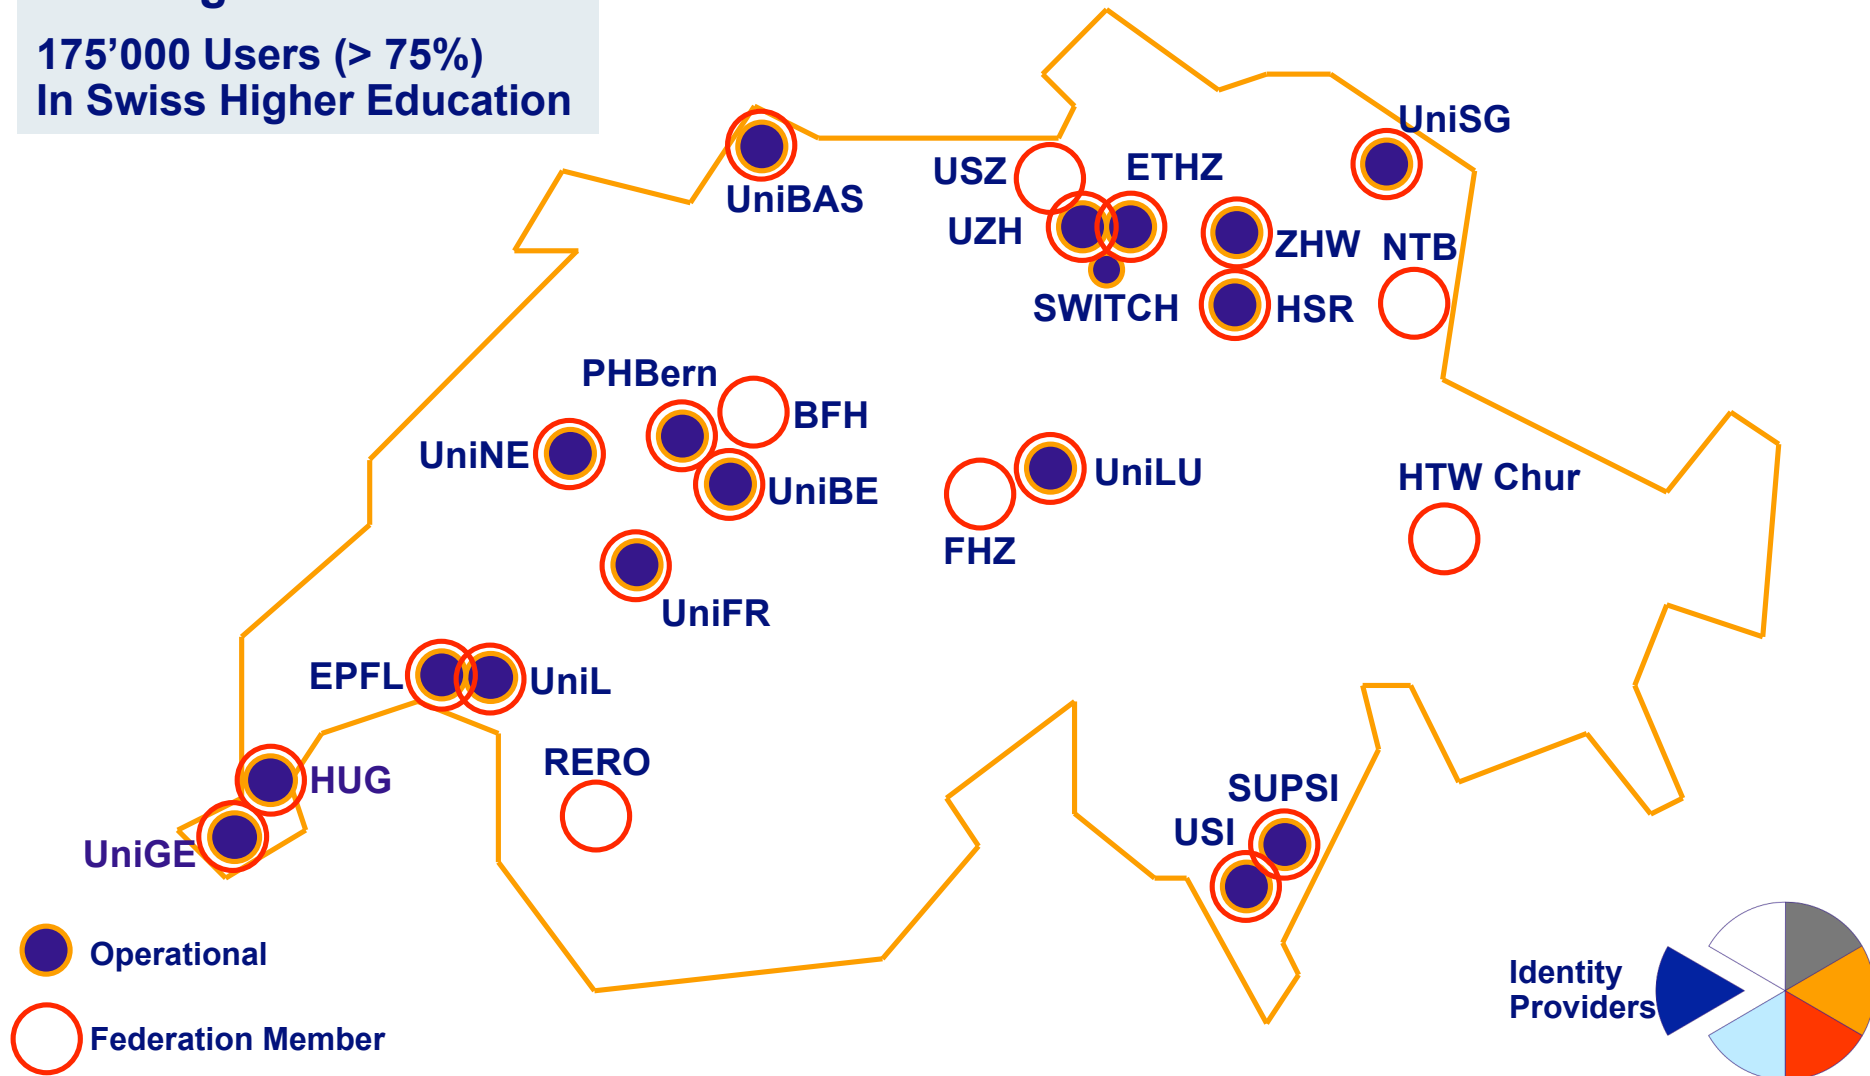 175’000 Users (> 75%)
In Swiss Higher Education
UniSG
USZ
ETHZ
UniBAS
UZH
ZHW
NTB
SWITCH
HSR
PHBern
BFH
UniNE
UniBE
UniLU
HTW Chur
FHZ
UniFR
EPFL
UniL
RERO
HUG
SUPSI
USI
UniGE
Operational
Identity
Providers
Federation Member